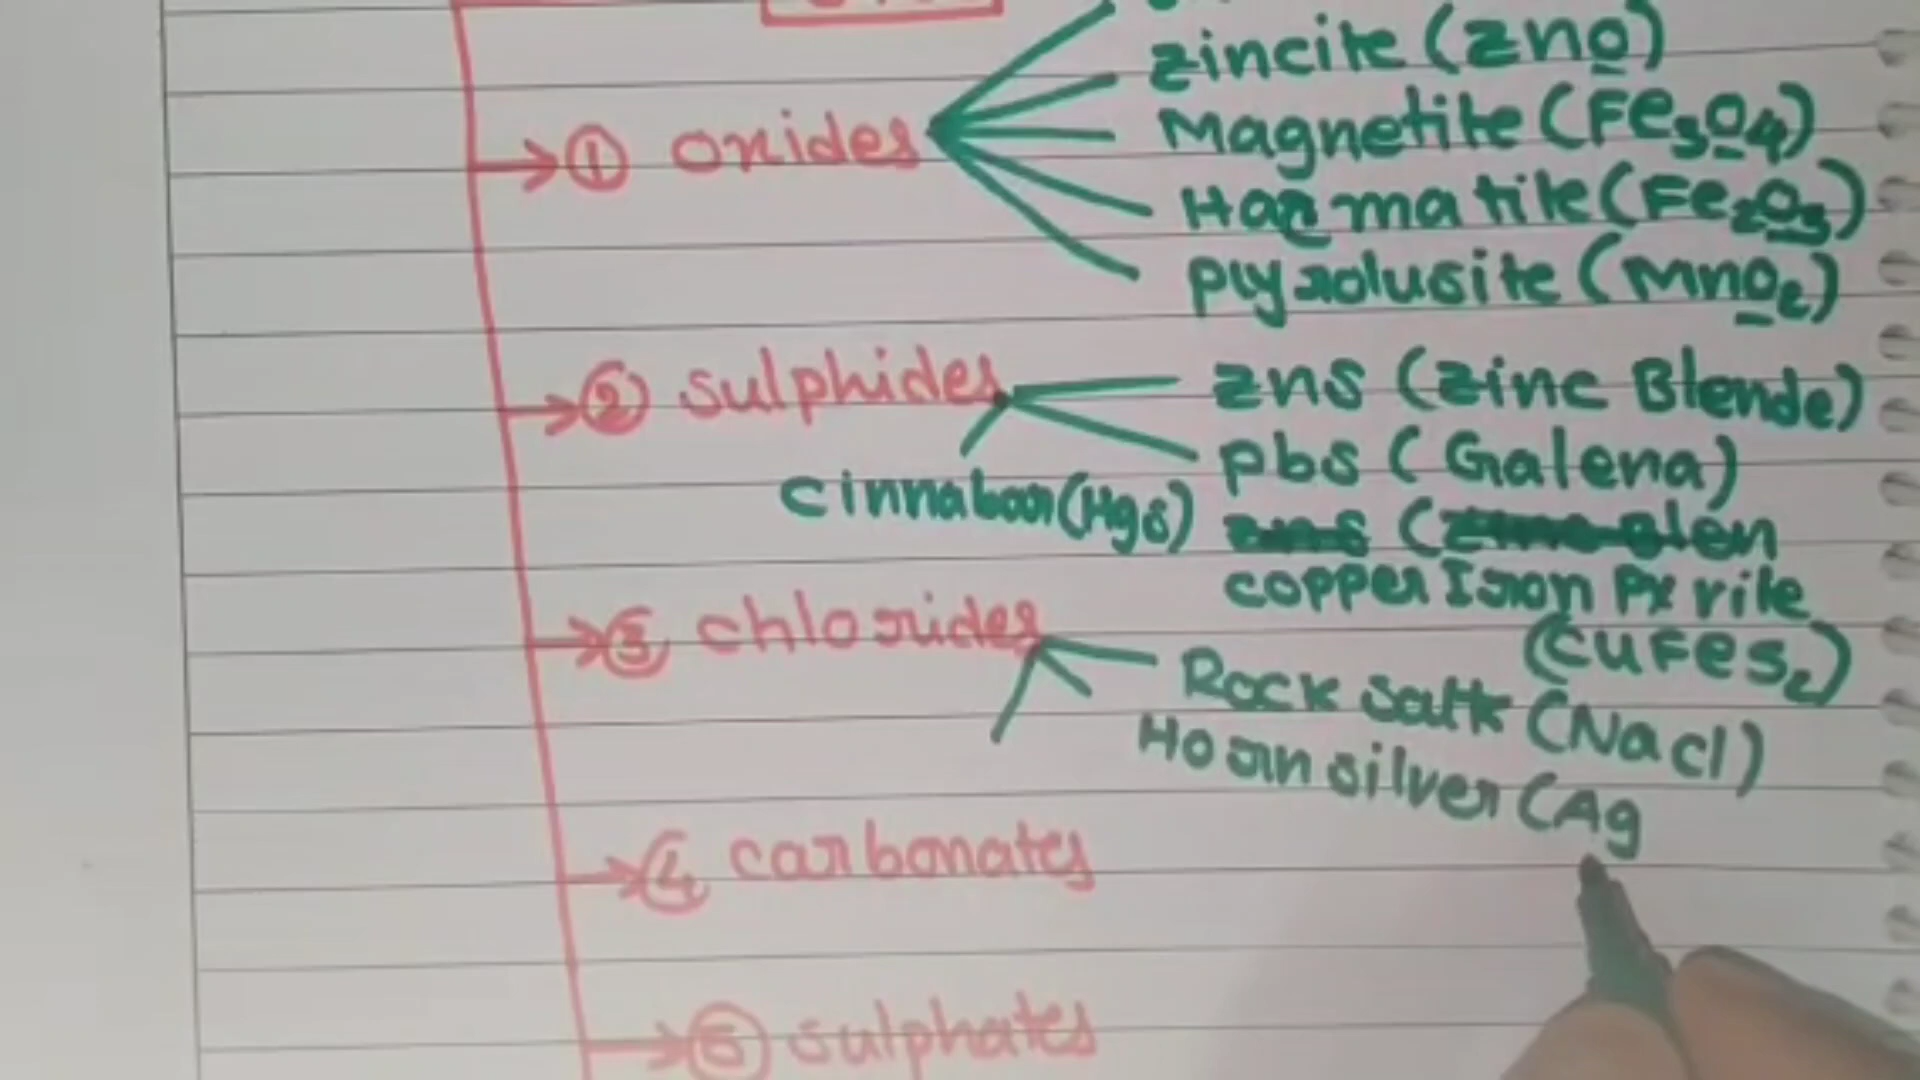 zincite (zno)
Magnetite (Fe3O4)
① oxides
Haematite (Fe2O3)
pyrolusite (MnO2)
② sulphides
zns (zinc Blende)
pbs (Galena)
cinnabar (Hgs)
copper Iron Pyrite
(CuFeS2)
③ chlorides
Rock salt (Nacl)
Horn silver (Ag
④ carbonates
⑤ sulphates